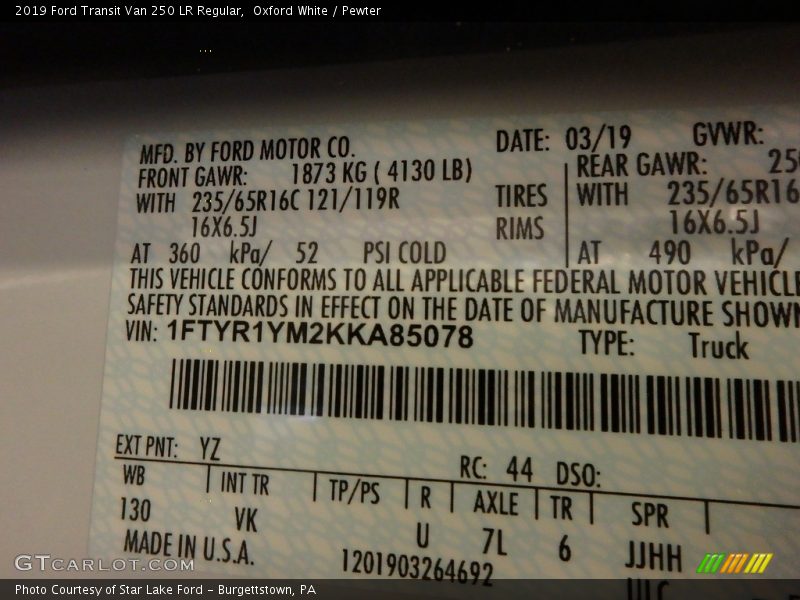 2019 Ford Transit Van 250 LR Regular, Oxford White / Pewter
MFD. BY FORD MOTOR CO. DATE: 03/19 GVWR:
FRONT GAWR: 1873 KG ( 4130 LB) REAR GAWR: 250
WITH 235/65R16C 121/119R TIRES WITH 235/65R16
16X6.5J RIMS 16X6.5J
AT 360 kPa/ 52 PSI COLD AT 490 kPa/
THIS VEHICLE CONFORMS TO ALL APPLICABLE FEDERAL MOTOR VEHICLE
SAFETY STANDARDS IN EFFECT ON THE DATE OF MANUFACTURE SHOWN
VIN: 1FTYR1YM2KKA85078 TYPE: Truck
EXT PNT: YZ RC: 44 DSO:
WB INT TR TP/PS R AXLE TR SPR
130 VK U 7L 6 JJHH
MADE IN U.S.A. 1201903264692
GTCARLOT.COM
Photo Courtesy of Star Lake Ford - Burgettstown, PA